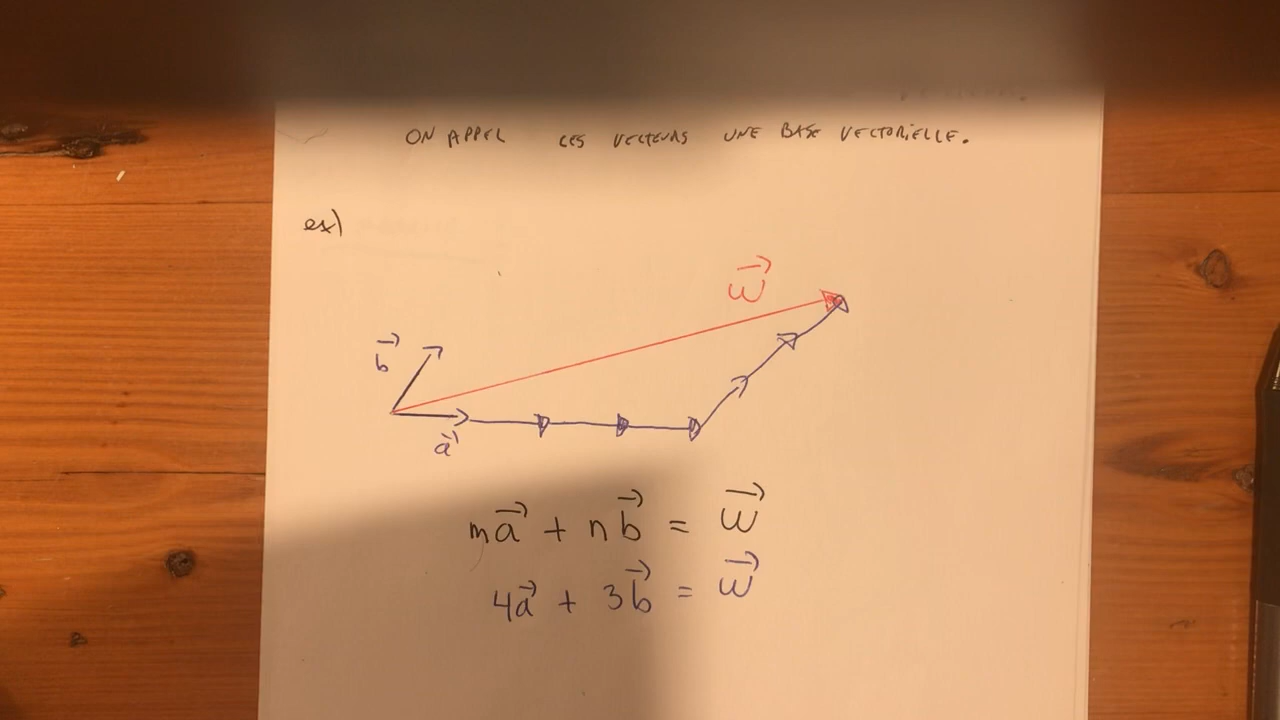 ON APPEL CES VECTEURS UNE BASE VECTORIELLE.
ex)
w⃗
b⃗
a⃗
ma⃗ + nb⃗ = w⃗
4a⃗ + 3b⃗ = w⃗